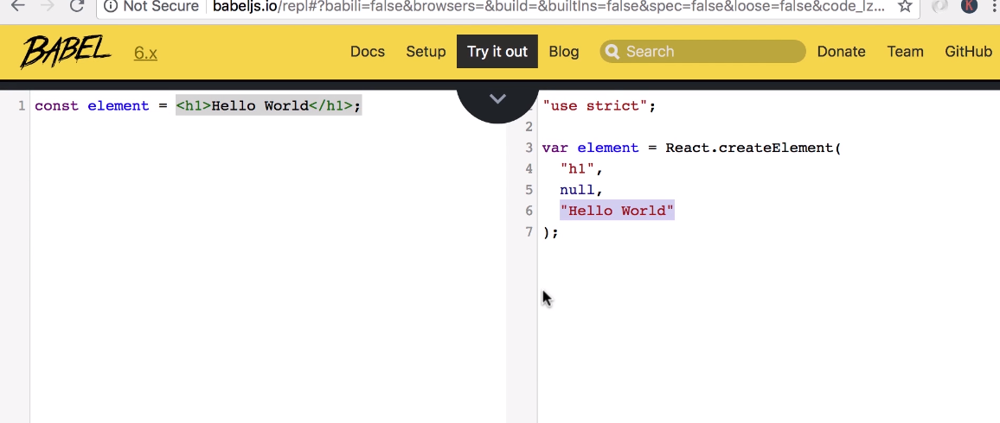 Not Secure babeljs.io/repl#?babili=false&browsers=&build=&builtIns=false&spec=false&loose=false&code_lz...
K
BABEL 6.x Docs Setup Try it out Blog Search Donate Team GitHub
1 const element = <h1>Hello World</h1>;
"use strict";
2
3 var element = React.createElement(
4 "h1",
5 null,
6 "Hello World"
7 );